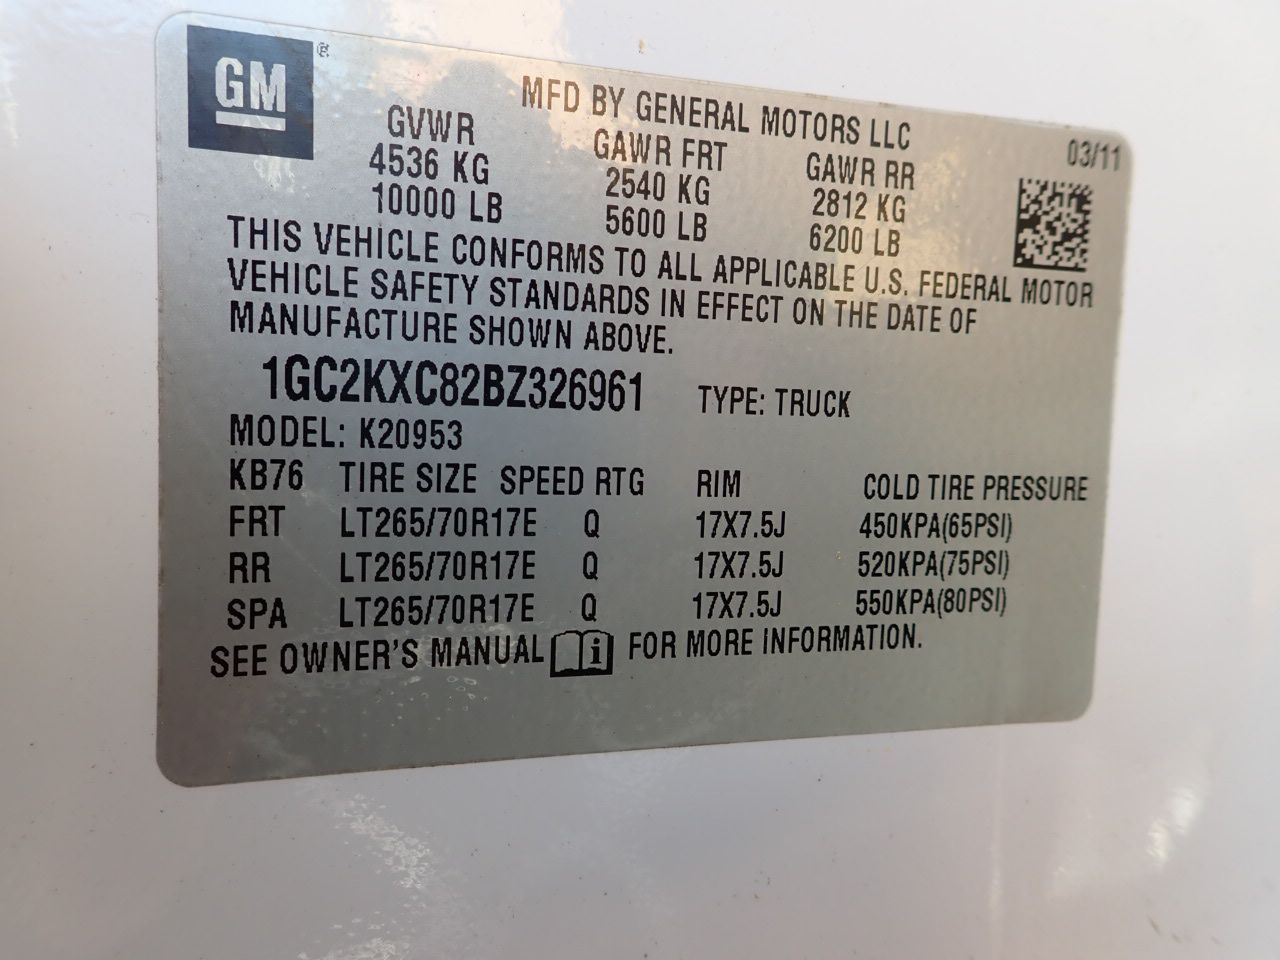 GM®
MFD BY GENERAL MOTORS LLC
03/11
GVWR GAWR FRT GAWR RR
4536 KG 2540 KG 2812 KG
10000 LB 5600 LB 6200 LB
THIS VEHICLE CONFORMS TO ALL APPLICABLE U.S. FEDERAL MOTOR
VEHICLE SAFETY STANDARDS IN EFFECT ON THE DATE OF
MANUFACTURE SHOWN ABOVE.
1GC2KXC82BZ326961 TYPE: TRUCK
MODEL: K20953
KB76 TIRE SIZE SPEED RTG RIM COLD TIRE PRESSURE
FRT LT265/70R17E Q 17X7.5J 450KPA(65PSI)
RR LT265/70R17E Q 17X7.5J 520KPA(75PSI)
SPA LT265/70R17E Q 17X7.5J 550KPA(80PSI)
SEE OWNER'S MANUAL i FOR MORE INFORMATION.